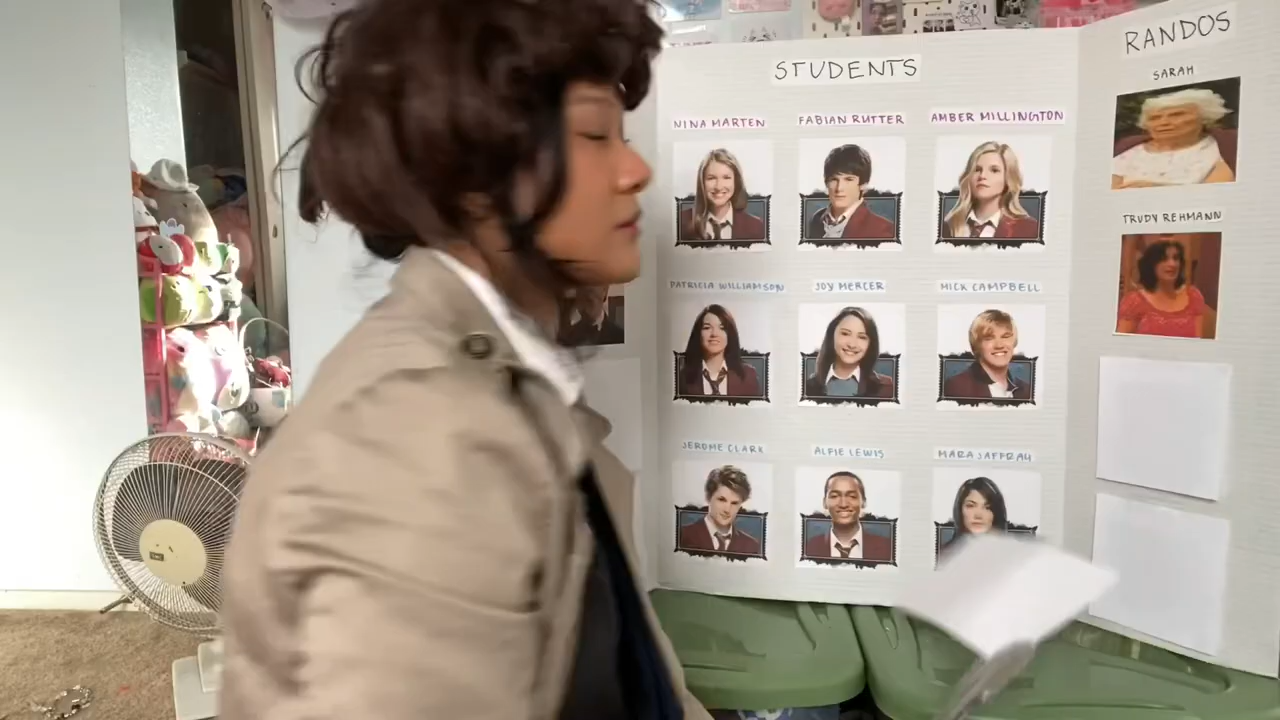 STUDENTS
NINA MARTEN
FABIAN RUTTER
AMBER MILLINGTON
PATRICIA WILLIAMSON
JOY MERCER
MICK CAMPBELL
JEROME CLARK
ALFIE LEWIS
MARA JAFFRAY
RANDOS
SARAH
TRUDY REHMANN